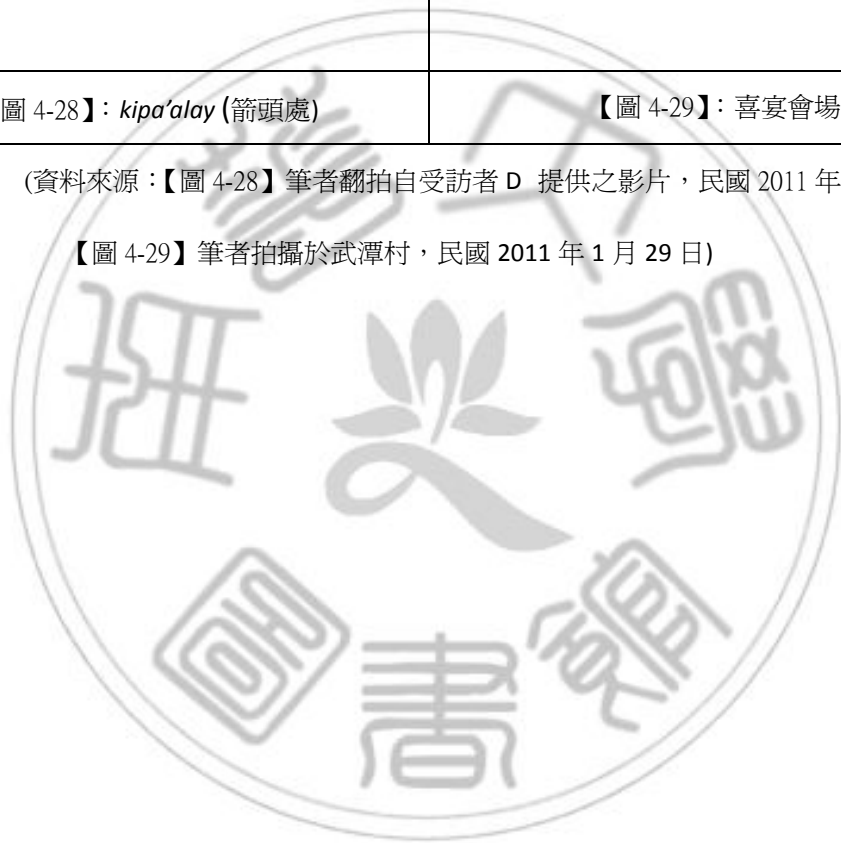 圖 4-28】：kipa'alay (箭頭處)
【圖 4-29】：喜宴會場
(資料來源：【圖 4-28】筆者翻拍自受訪者 D 提供之影片，民國 2011 年
【圖 4-29】筆者拍攝於武潭村，民國 2011 年 1 月 29 日)
書